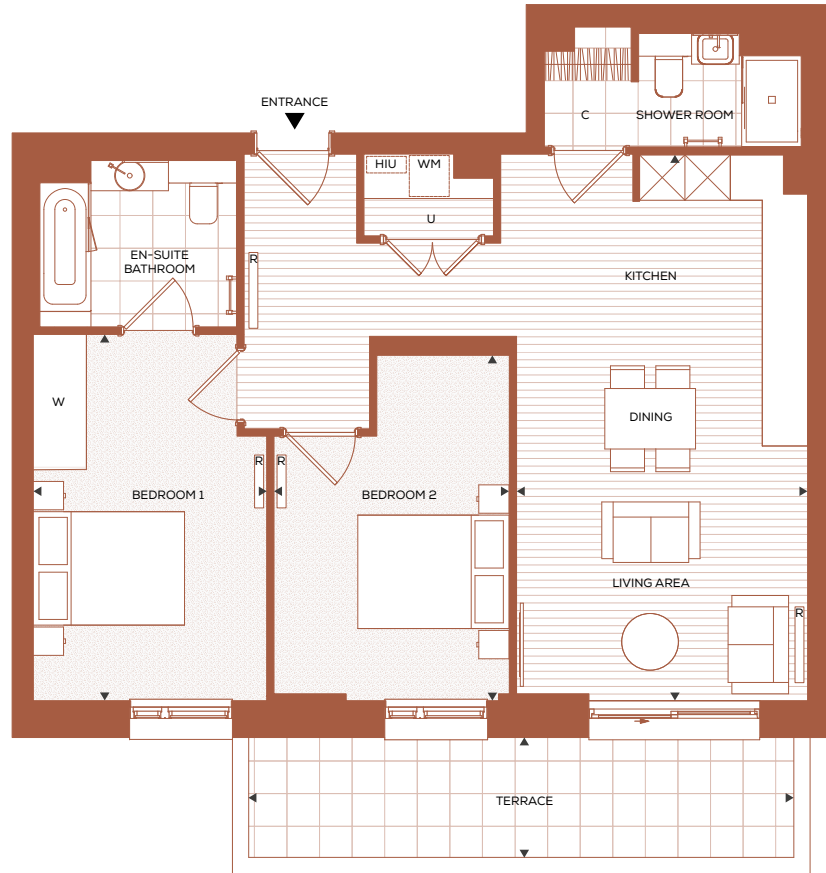 ENTRANCE
C
SHOWER ROOM
HIU
WM
U
EN-SUITE
BATHROOM
R
KITCHEN
W
DINING
R
R
BEDROOM 1
BEDROOM 2
LIVING AREA
R
TERRACE